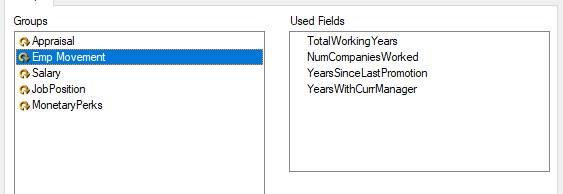 Groups
Appraisal
Emp Movement
Salary
JobPosition
MonetaryPerks
Used Fields
TotalWorkingYears
NumCompaniesWorked
YearsSinceLastPromotion
YearsWithCurrManager